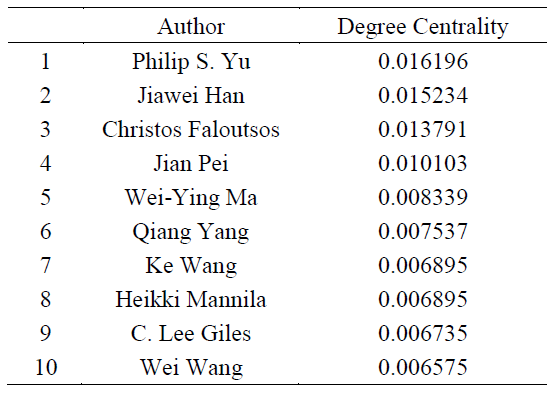 Author Degree Centrality
1 Philip S. Yu 0.016196
2 Jiawei Han 0.015234
3 Christos Faloutsos 0.013791
4 Jian Pei 0.010103
5 Wei-Ying Ma 0.008339
6 Qiang Yang 0.007537
7 Ke Wang 0.006895
8 Heikki Mannila 0.006895
9 C. Lee Giles 0.006735
10 Wei Wang 0.006575